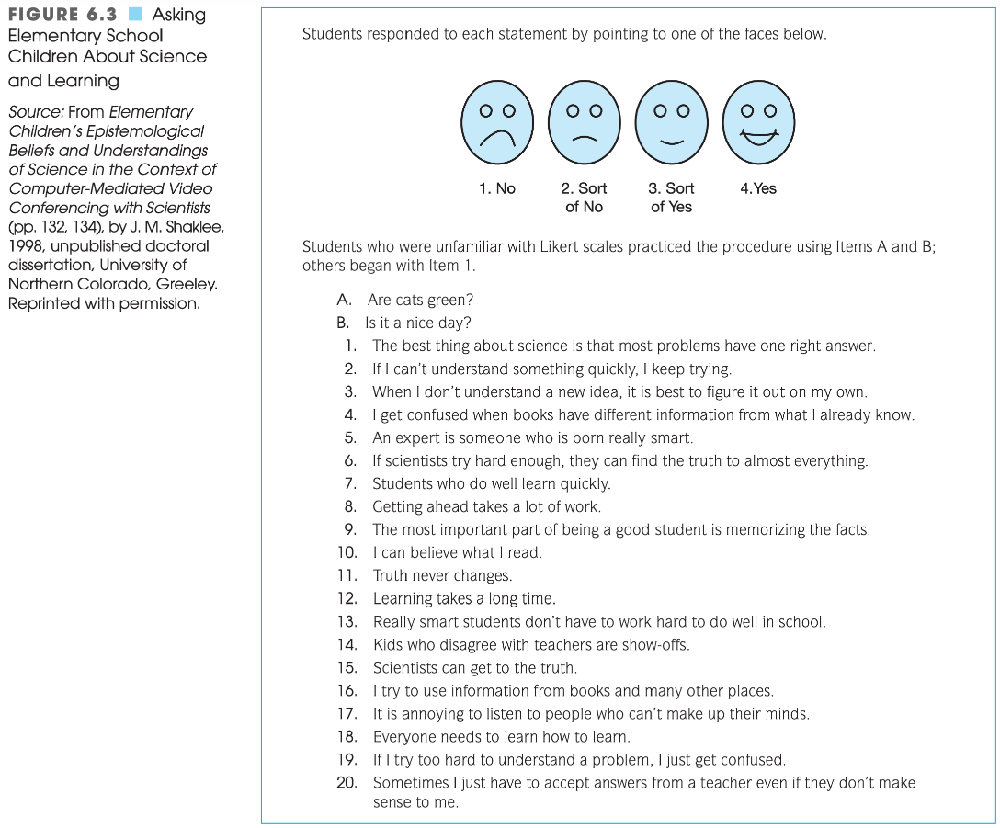 FIGURE 6.3 Asking
Elementary School
Children About Science
and Learning
Source: From Elementary
Children's Epistemological
Beliefs and Understandings
of Science in the Context of
Computer-Mediated Video
Conferencing with Scientists
(pp. 132, 134), by J. M. Shaklee,
1998, unpublished doctoral
dissertation, University of
Northern Colorado, Greeley.
Reprinted with permission.
Students responded to each statement by pointing to one of the faces below.
1. No
2. Sort
of No
3. Sort
of Yes
4.Yes
Students who were unfamiliar with Likert scales practiced the procedure using Items A and B;
others began with Item 1.
A. Are cats green?
B. Is it a nice day?
1. The best thing about science is that most problems have one right answer.
2. If I can't understand something quickly, I keep trying.
3. When I don't understand a new idea, it is best to figure it out on my own.
4. I get confused when books have different information from what I already know.
5. An expert is someone who is born really smart.
6. If scientists try hard enough, they can find the truth to almost everything.
7. Students who do well learn quickly.
8. Getting ahead takes a lot of work.
9. The most important part of being a good student is memorizing the facts.
10. I can believe what I read.
11. Truth never changes.
12. Learning takes a long time.
13. Really smart students don't have to work hard to do well in school.
14. Kids who disagree with teachers are show-offs.
15. Scientists can get to the truth.
16. I try to use information from books and many other places.
17. It is annoying to listen to people who can't make up their minds.
18. Everyone needs to learn how to learn.
19. If I try too hard to understand a problem, I just get confused.
20. Sometimes I just have to accept answers from a teacher even if they don't make
sense to me.